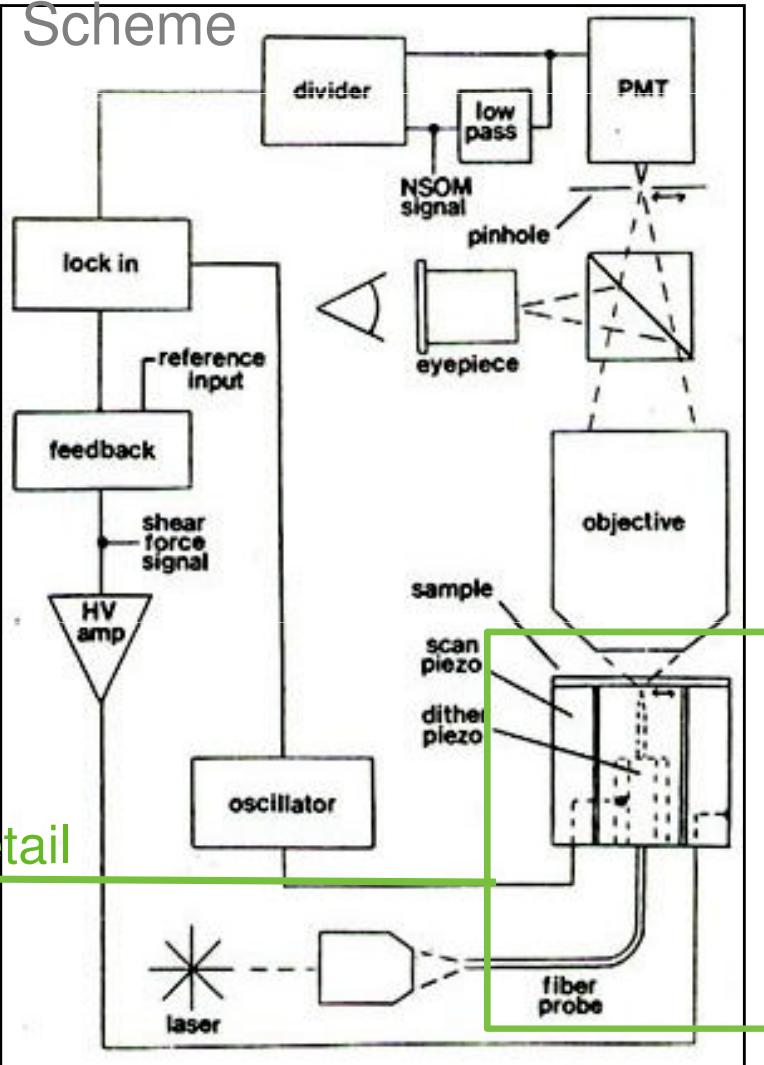 Scheme
divider
PMT
low
pass
NSOM
signal
pinhole
lock in
reference
input
eyepiece
feedback
shear
force
signal
objective
HV
amp
sample
scan
piezo
dither
piezo
oscillator
tail
fiber
probe
laser